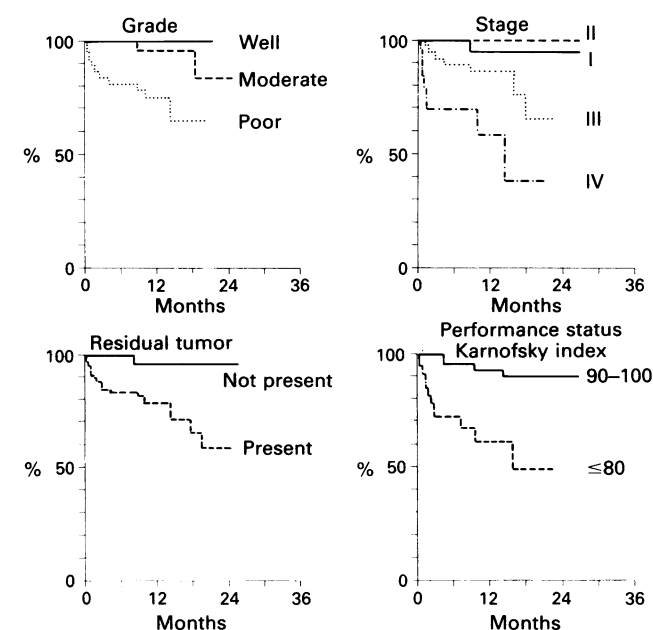 Grade
100
Well
Moderate
Poor
%
50
0
0 12 24 36
Months
Stage
100
II
I
III
%
50
IV
0
0 12 24 36
Months
Residual tumor
100
Not present
Present
%
50
0
0 12 24 36
Months
Performance status
Karnofsky index
100
90–100
%
50
≤80
0
0 12 24 36
Months